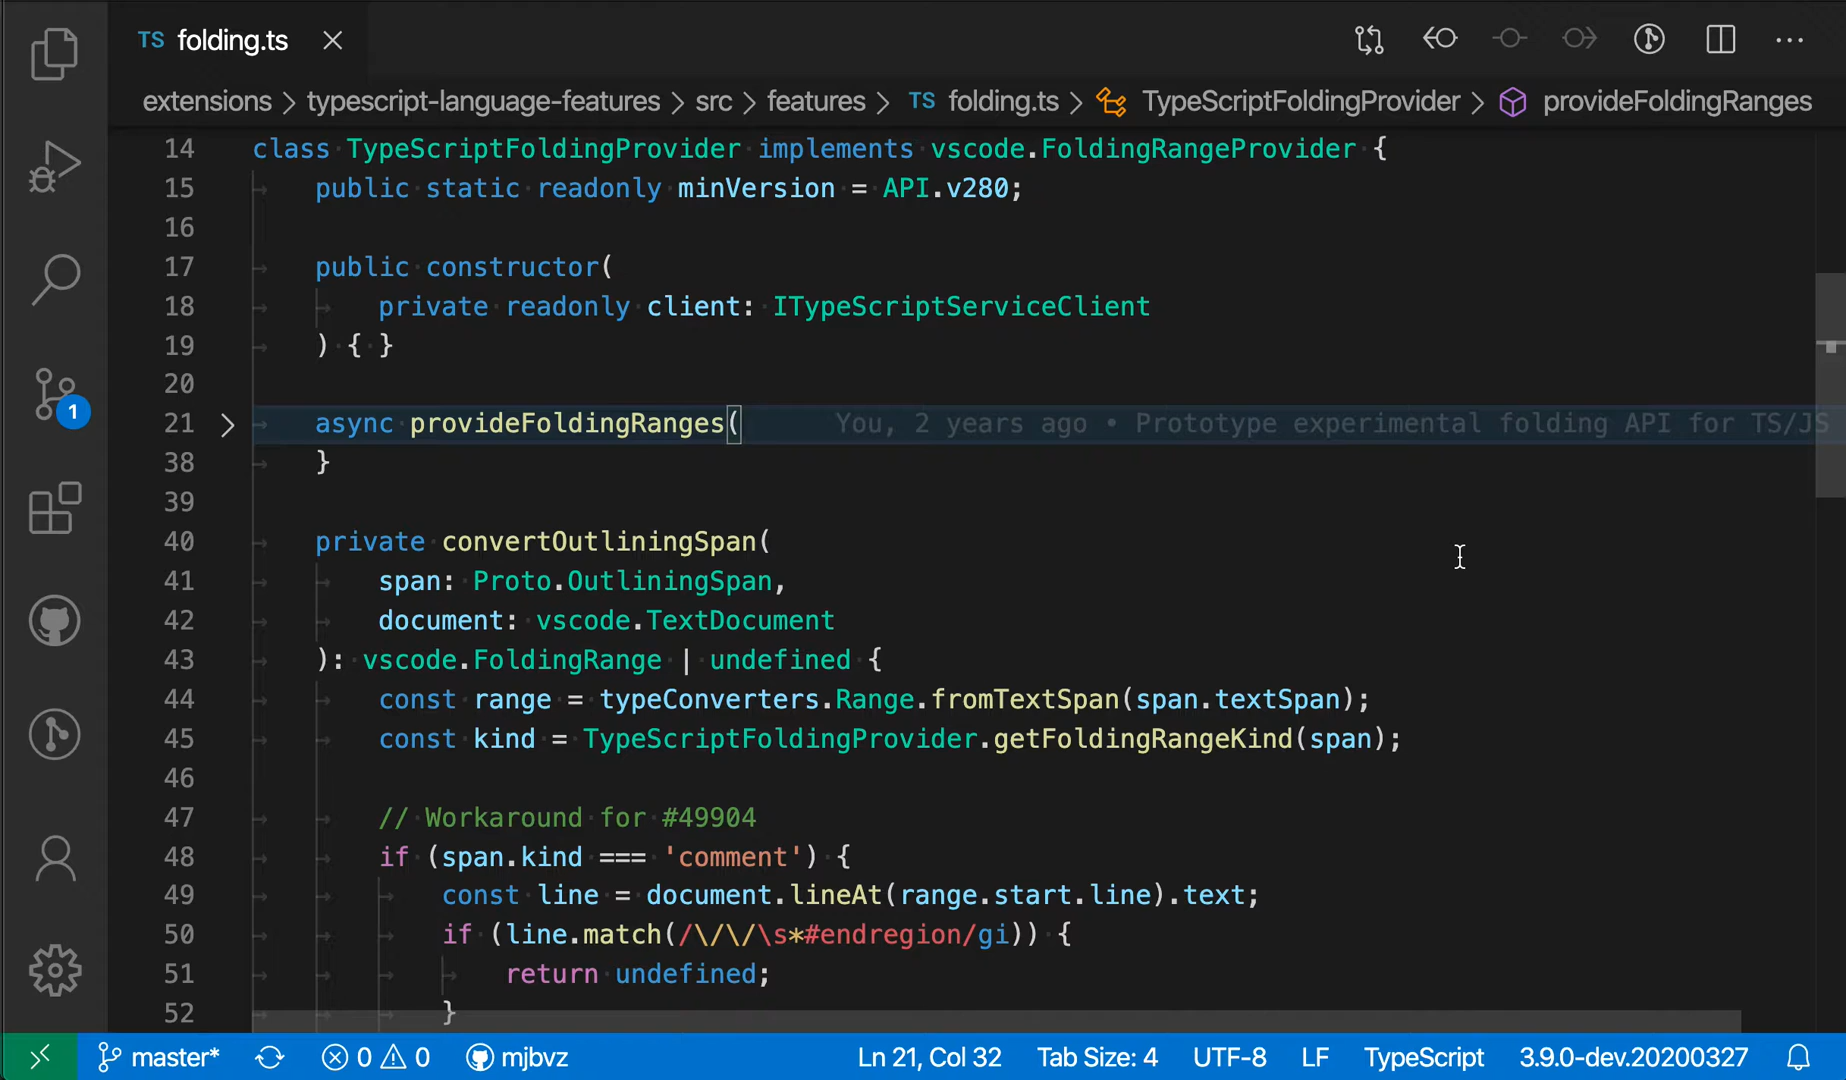 TS folding.ts
extensions > typescript-language-features > src > features > TS folding.ts > TypeScriptFoldingProvider > provideFoldingRanges
14 class TypeScriptFoldingProvider implements vscode.FoldingRangeProvider {
15 public static readonly minVersion = API.v280;
16
17 public constructor(
18 private readonly client: ITypeScriptServiceClient
19 ) { }
20
21 async provideFoldingRanges( You, 2 years ago • Prototype experimental folding API for TS/JS
38 }
39
40 private convertOutliningSpan(
41 span: Proto.OutliningSpan,
42 document: vscode.TextDocument
43 ): vscode.FoldingRange | undefined {
44 const range = typeConverters.Range.fromTextSpan(span.textSpan);
45 const kind = TypeScriptFoldingProvider.getFoldingRangeKind(span);
46
47 // Workaround for #49904
48 if (span.kind === 'comment') {
49 const line = document.lineAt(range.start.line).text;
50 if (line.match(/\/\/\s*#endregion/gi)) {
51 return undefined;
52 }
1
master* 0 0 mjbvz Ln 21, Col 32 Tab Size: 4 UTF-8 LF TypeScript 3.9.0-dev.20200327